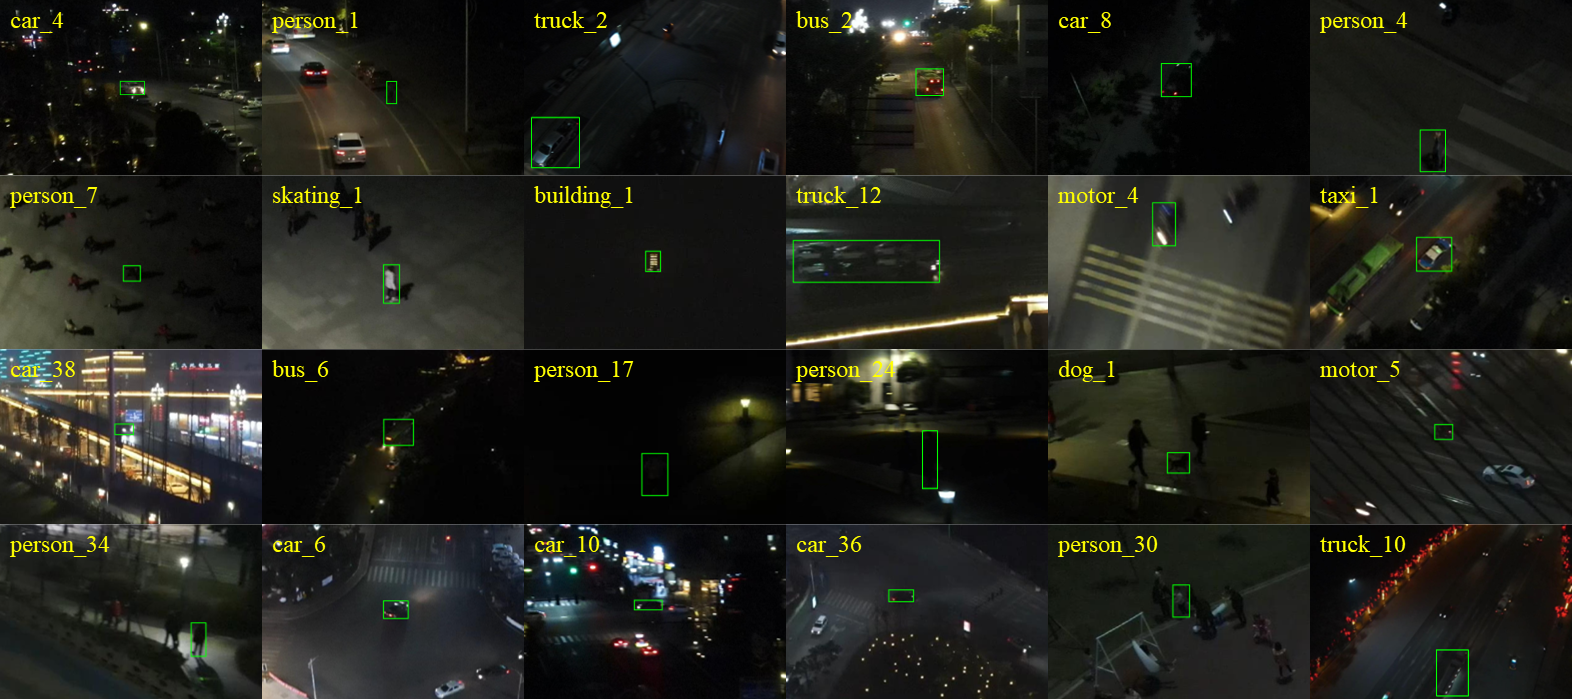 car_4
person_1
truck_2
bus_2
car_8
person_4
person_7
skating_1
building_1
truck_12
motor_4
taxi_1
car_38
bus_6
person_17
person_24
dog_1
motor_5
person_34
car_6
car_10
car_36
person_30
truck_10